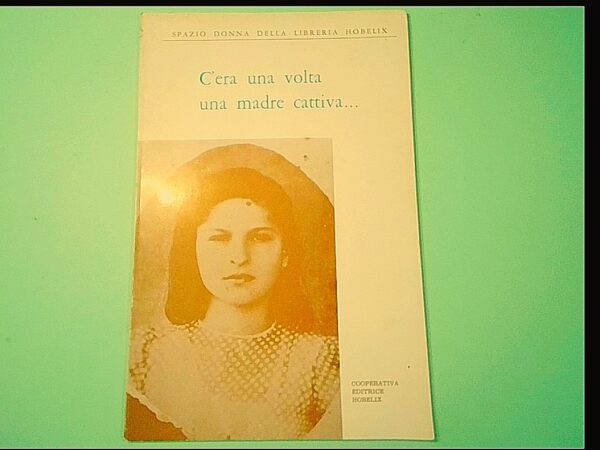 SPAZIO DONNA DELLA LIBRERIA HOBELIX
C'era una volta
una madre cattiva...
COOPERATIVA
EDITRICE
HOBELIX